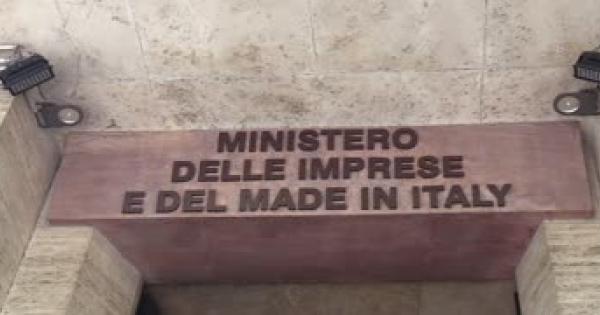 MINISTERO
DELLE IMPRESE
E DEL MADE IN ITALY